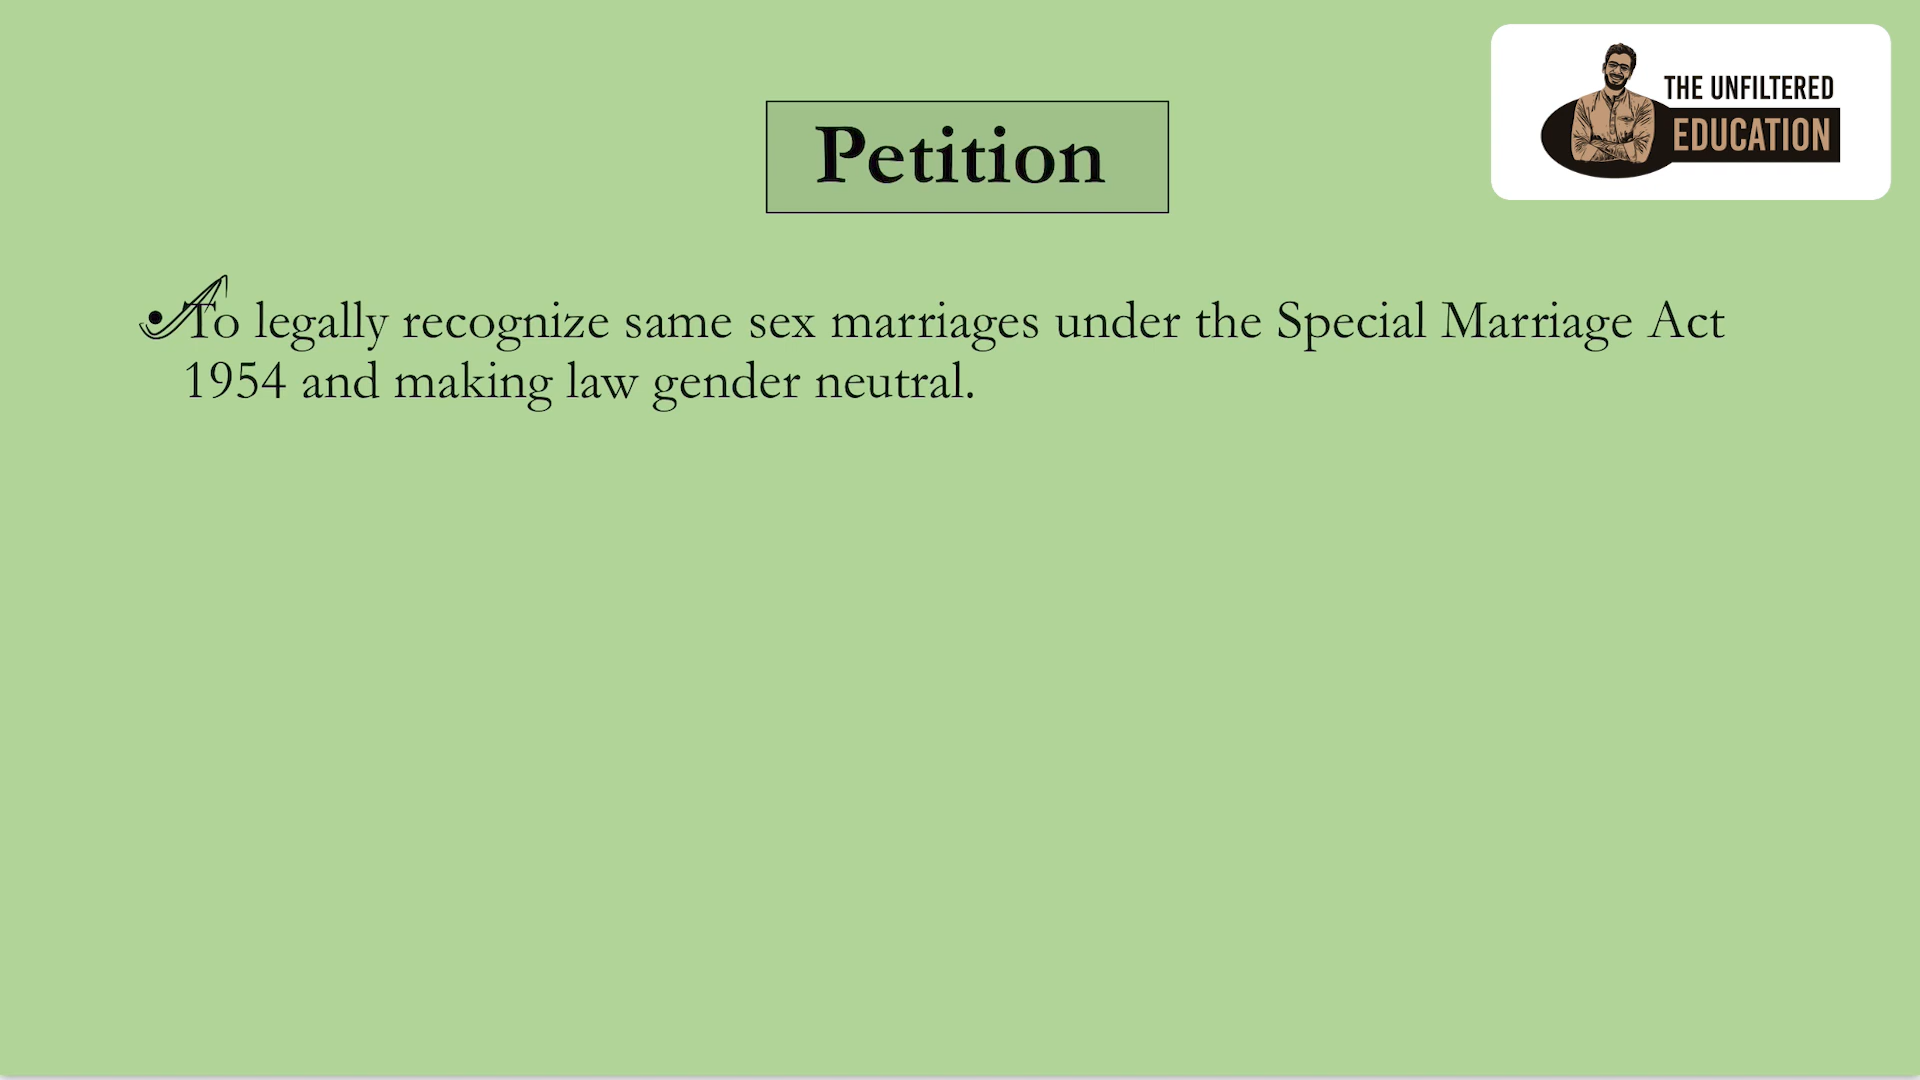 THE UNFILTERED
EDUCATION
Petition
A
• To legally recognize same sex marriages under the Special Marriage Act
1954 and making law gender neutral.